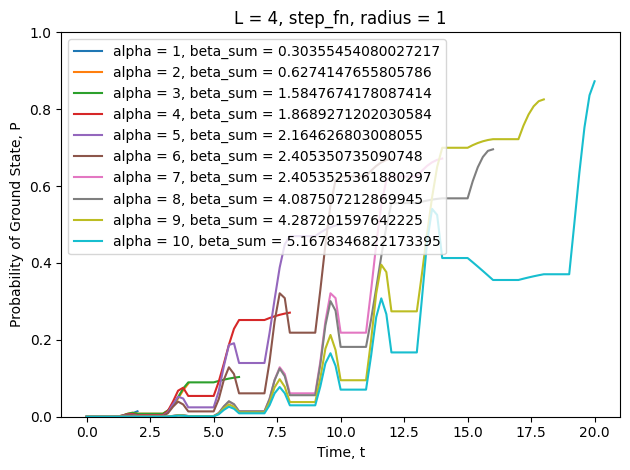 L = 4, step_fn, radius = 1
1.0
0.8
0.6
0.4
0.2
0.0
Probability of Ground State, P
alpha = 1, beta_sum = 0.30355454080027217
alpha = 2, beta_sum = 0.6274147655805786
alpha = 3, beta_sum = 1.5847674178087414
alpha = 4, beta_sum = 1.8689271202030584
alpha = 5, beta_sum = 2.164626803008055
alpha = 6, beta_sum = 2.405350735090748
alpha = 7, beta_sum = 2.4053525361880297
alpha = 8, beta_sum = 4.087507212869945
alpha = 9, beta_sum = 4.287201597642225
alpha = 10, beta_sum = 5.1678346822173395
0.0 2.5 5.0 7.5 10.0 12.5 15.0 17.5 20.0
Time, t